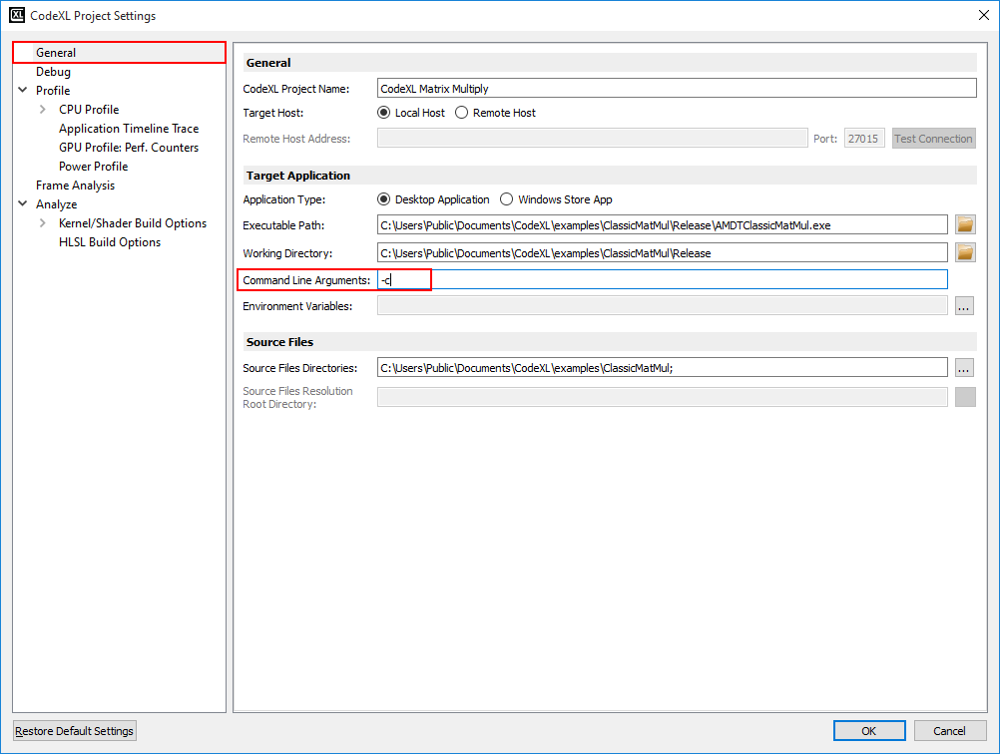 XL CodeXL Project Settings
General
Debug
Profile
CPU Profile
Application Timeline Trace
GPU Profile: Perf. Counters
Power Profile
Frame Analysis
Analyze
Kernel/Shader Build Options
HLSL Build Options
General
CodeXL Project Name: CodeXL Matrix Multiply
Target Host: Local Host Remote Host
Remote Host Address: Port: 27015 Test Connection
Target Application
Application Type: Desktop Application Windows Store App
Executable Path: C:\Users\Public\Documents\CodeXL\examples\ClassicMatMul\Release\AMDTClassicMatMul.exe
Working Directory: C:\Users\Public\Documents\CodeXL\examples\ClassicMatMul\Release
Command Line Arguments: -c
Environment Variables: ...
Source Files
Source Files Directories: C:\Users\Public\Documents\CodeXL\examples\ClassicMatMul; ...
Source Files Resolution
Root Directory:
Restore Default Settings OK Cancel